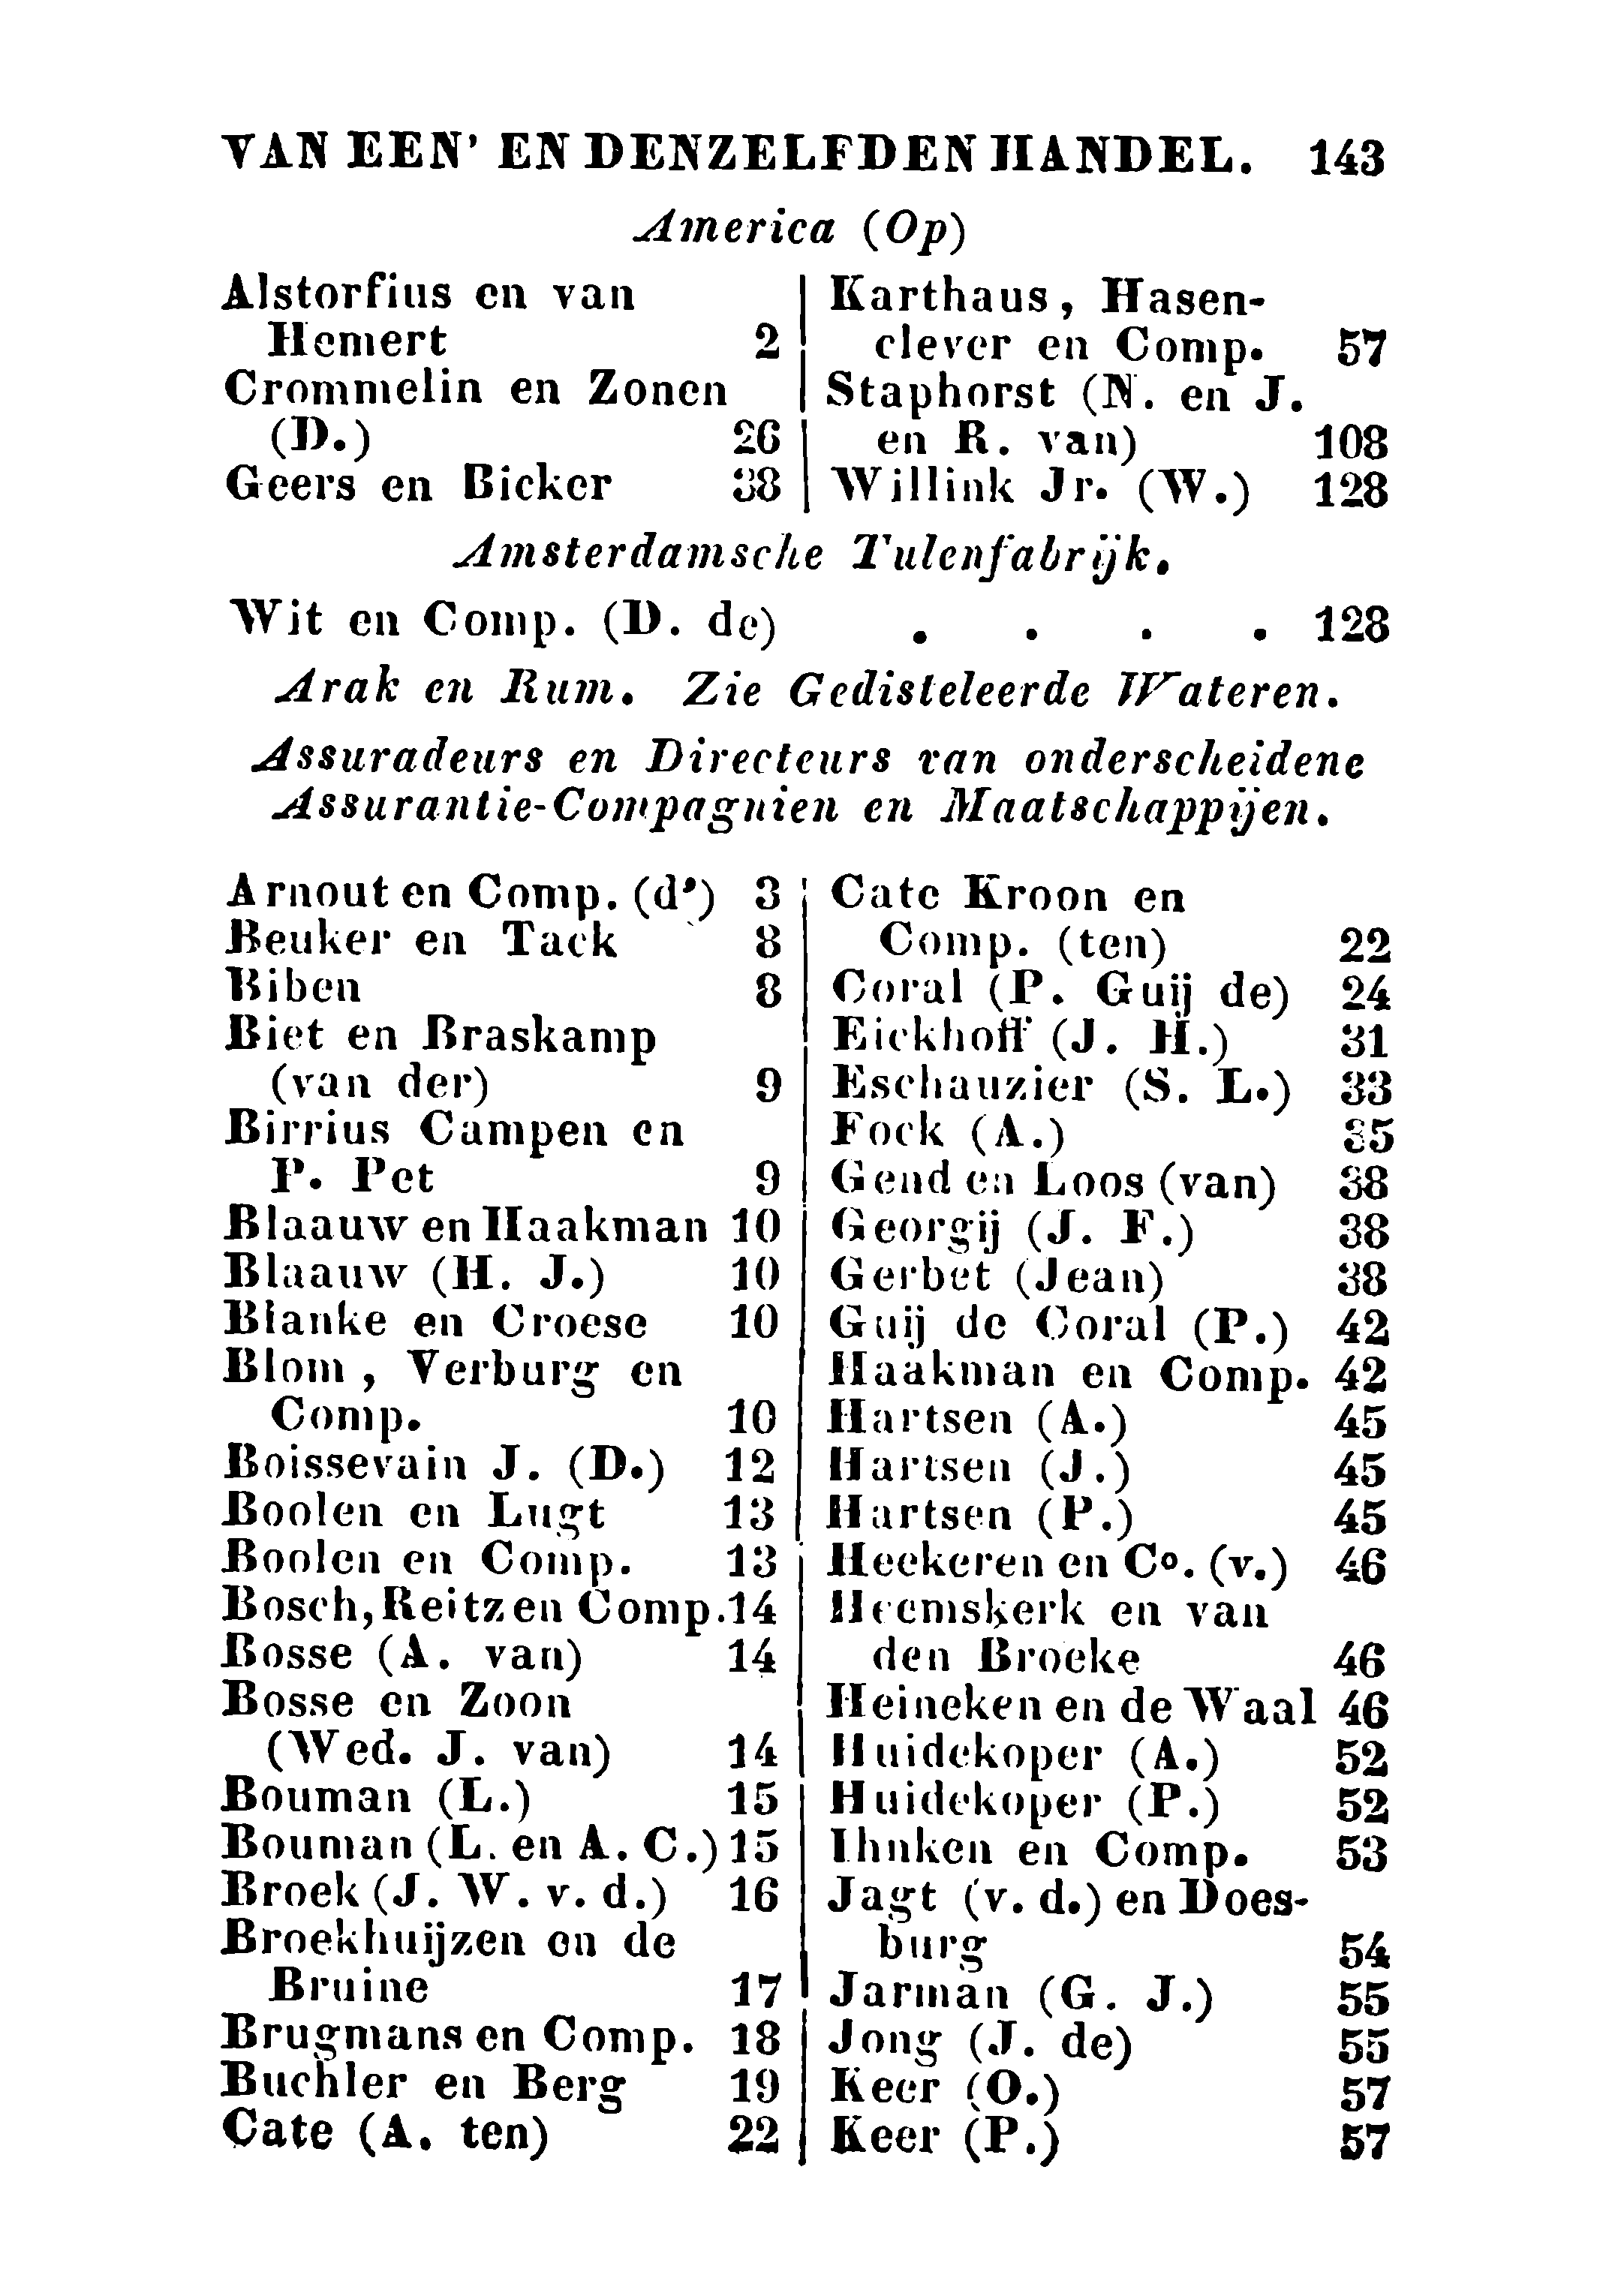 VAN EEN' EN DENZELFDEN HANDEL. 143
America (Op)
Alstorfius en van
Hemert 2
Crommelin en Zonen
(D.) 26
Geers en Bicker 38
Karthaus, Hasen-
clever en Comp. 57
Staphorst (N. en J.
en R. van) 108
Willink Jr. (W.) 128
Amsterdamsche Tulenfabrijk.
Wit en Comp. (D. de) . . . . 128
Arak en Rum. Zie Gedisteleerde Wateren.
Assuradeurs en Directeurs van onderscheidene
Assurantie-Compagnien en Maatschappijen.
Arnout en Comp. (d') 3
Beuker en Tack 8
Biben 8
Biet en Braskamp
(van der) 9
Birrius Campen en
P. Pet 9
Blaauw en Haakman 10
Blaauw (H. J.) 10
Blanke en Croese 10
Blom, Verburg en
Comp. 10
Boissevain J. (D.) 12
Boolen en Lugt 13
Boolen en Comp. 13
Bosch, Reitz en Comp. 14
Bosse (A. van) 14
Bosse en Zoon
(Wed. J. van) 14
Bouman (L.) 15
Bouman (L. en A. C.) 15
Broek (J. W. v. d.) 16
Broekhuijzen en de
Bruine 17
Brugmans en Comp. 18
Buchler en Berg 19
Cate (A. ten) 22
Cate Kroon en
Comp. (ten) 22
Coral (P. Guij de) 24
Eickhoff (J. H.) 31
Eschauzier (S. L.) 33
Fock (A.) 35
Gend en Loos (van) 38
Georgij (J. F.) 38
Gerbet (Jean) 38
Guij de Coral (P.) 42
Haakman en Comp. 42
Hartsen (A.) 45
Hartsen (J.) 45
Hartsen (P.) 45
Heekeren en Co. (v.) 46
Heemskerk en van
den Broeke 46
Heineken en de Waal 46
Huidekoper (A.) 52
Huidekoper (P.) 52
Ihnken en Comp. 53
Jagt (v. d.) en Does-
burg 54
Jarman (G. J.) 55
Jong (J. de) 55
Keer (O.) 57
Keer (P.) 57